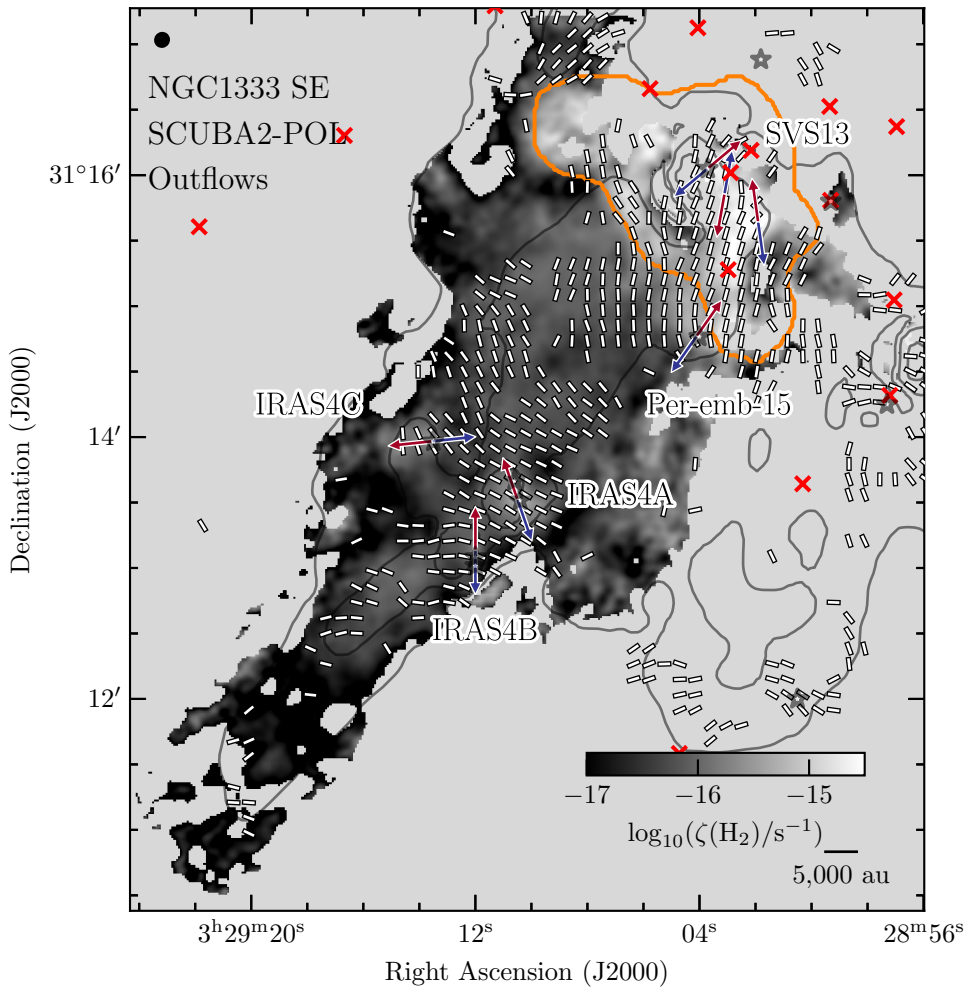 NGC1333 SE
SCUBA2-POL
Outflows
SVS13
31°16′
IRAS4C
Per-emb-15
14′
IRAS4A
IRAS4B
12′
−17 −16 −15
log₁₀(ζ(H₂)/s⁻¹)
5,000 au
3ʰ29ᵐ20ˢ 12ˢ 04ˢ 28ᵐ56ˢ
Right Ascension (J2000)
Declination (J2000)